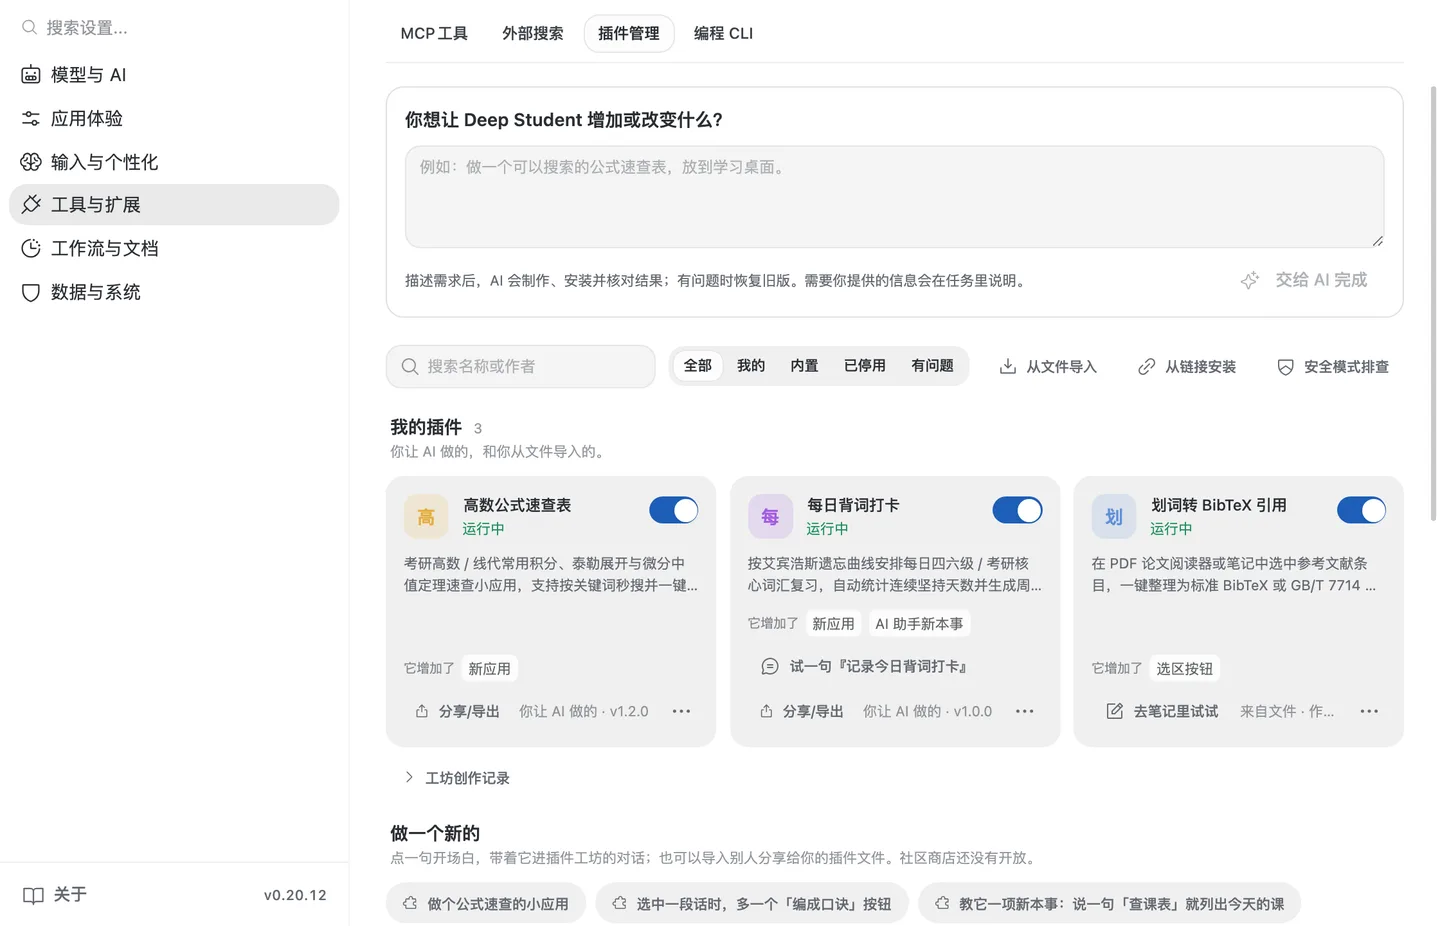 搜索设置...
模型与 AI
应用体验
输入与个性化
工具与扩展
工作流与文档
数据与系统
关于
v0.20.12
MCP 工具
外部搜索
插件管理
编程 CLI
你想让 Deep Student 增加或改变什么?
例如：做一个可以搜索的公式速查表，放到学习桌面。
描述需求后，AI 会制作、安装并核对结果；有问题时恢复旧版。需要你提供的信息会在任务里说明。
交给 AI 完成
搜索名称或作者
全部
我的
内置
已停用
有问题
从文件导入
从链接安装
安全模式排查
我的插件 3
你让 AI 做的，和你从文件导入的。
高
高数公式速查表
运行中
考研高数 / 线代常用积分、泰勒展开与微分中
值定理速查小应用，支持按关键词秒搜并一键...
它增加了 新应用
分享/导出 你让 AI 做的 · v1.2.0
每
每日背词打卡
运行中
按艾宾浩斯遗忘曲线安排每日四六级 / 考研核
心词汇复习，自动统计连续坚持天数并生成周...
它增加了 新应用 AI 助手新本事
试一句『记录今日背词打卡』
分享/导出 你让 AI 做的 · v1.0.0
划
划词转 BibTeX 引用
运行中
在 PDF 论文阅读器或笔记中选中参考文献条
目，一键整理为标准 BibTeX 或 GB/T 7714 ...
它增加了 选区按钮
去笔记里试试 来自文件 · 作...
工坊创作记录
做一个新的
点一句开场白，带着它进插件工坊的对话；也可以导入别人分享给你的插件文件。社区商店还没有开放。
做个公式速查的小应用
选中一段话时，多一个「编成口诀」按钮
教它一项新本事：说一句「查课表」就列出今天的课